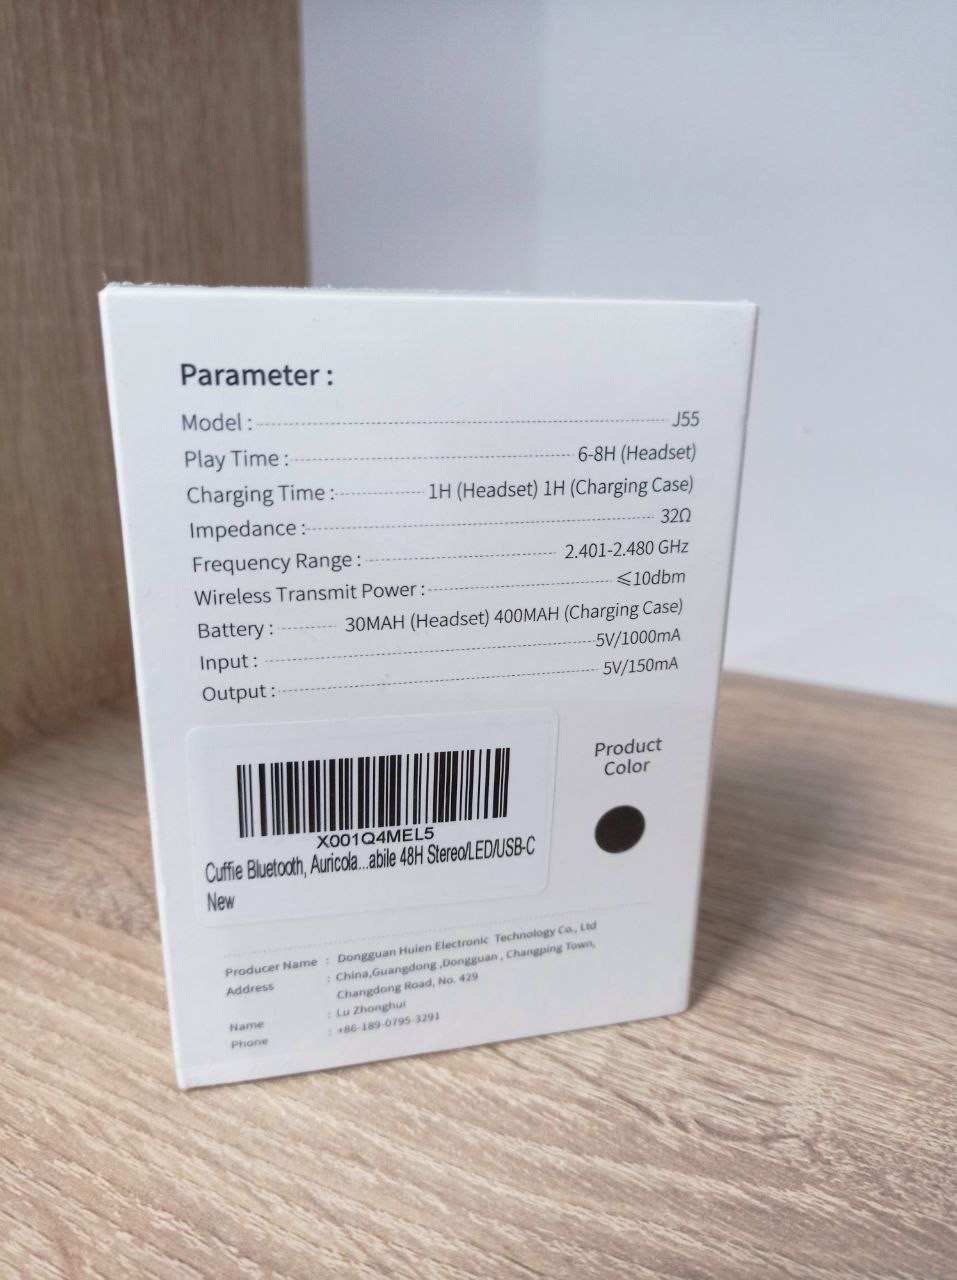 Parameter :
Model : J55
Play Time : 6-8H (Headset)
Charging Time : 1H (Headset) 1H (Charging Case)
Impedance : 32Ω
Frequency Range : 2.401-2.480 GHz
Wireless Transmit Power : ⩽10dbm
Battery : 30MAH (Headset) 400MAH (Charging Case)
Input : 5V/1000mA
Output : 5V/150mA
Product
Color
X001Q4MEL5
Cuffie Bluetooth, Auricola...abile 48H Stereo/LED/USB-C
New
Producer Name : Dongguan Huien Electronic Technology Co., Ltd
Address : China,Guangdong ,Dongguan , Changping Town,
Changdong Road, No. 429
Name : Lu Zhonghui
Phone : +86-189-0795-3291